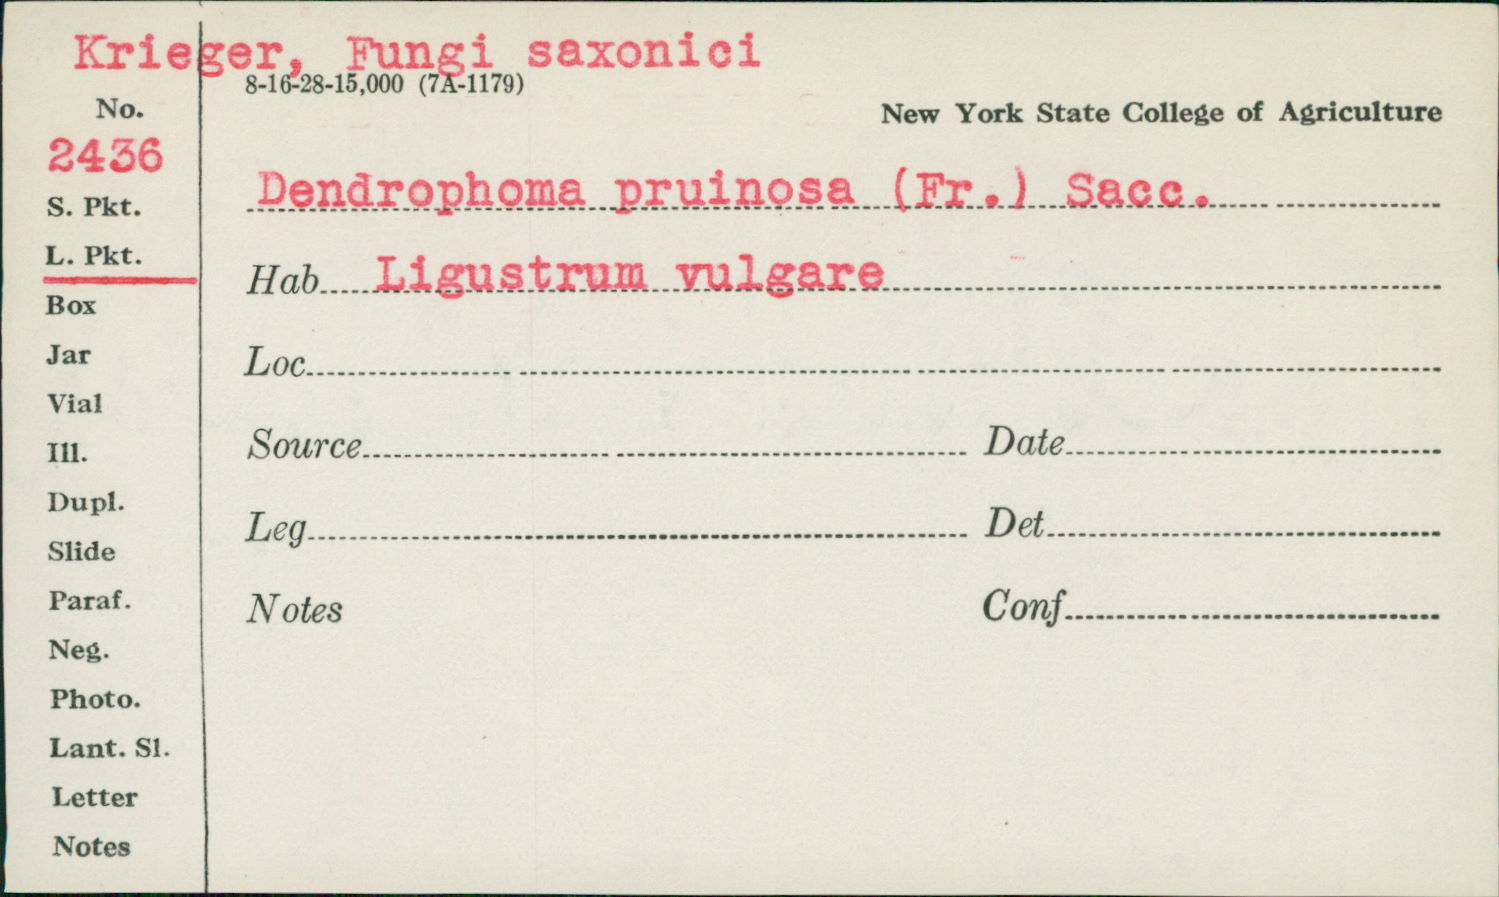 Krieger, Fungi saxonici
8-16-28-15,000 (7A-1179)
No.
New York State College of Agriculture
2436
Dendrophoma pruinosa (Fr.) Sacc.
S. Pkt.
L. Pkt.
Hab. Ligustrum vulgare
Box
Jar
Loc.
Vial
Ill.
Source Date
Dupl.
Slide
Leg. Det.
Paraf.
Notes Conf.
Neg.
Photo.
Lant. Sl.
Letter
Notes